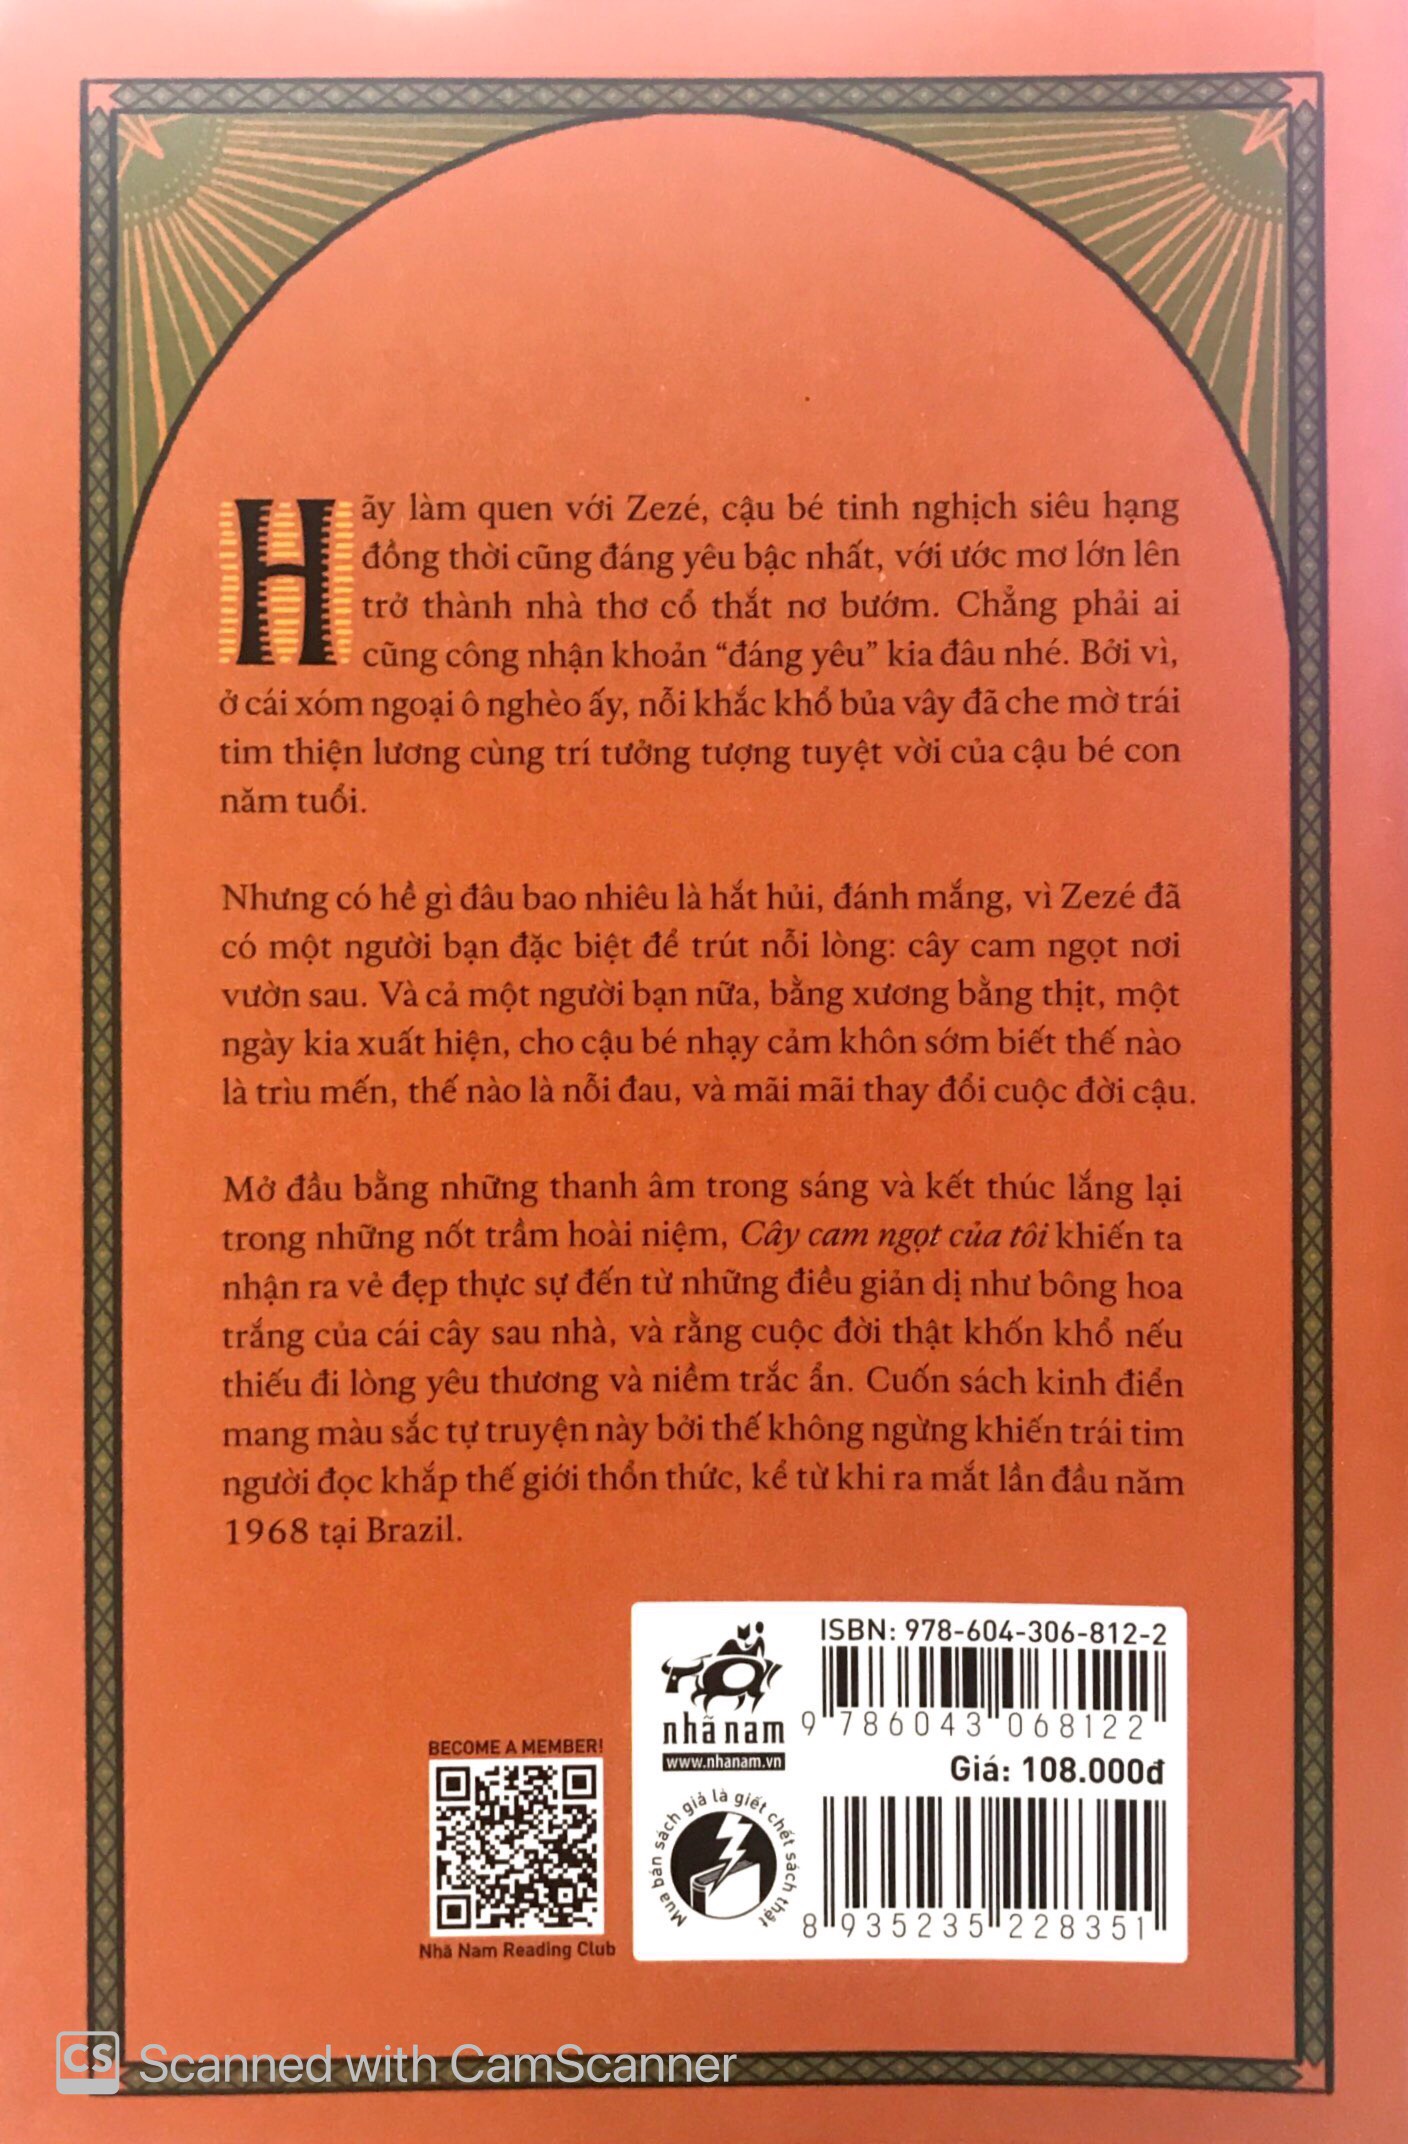 Hãy làm quen với Zezé, cậu bé tinh nghịch siêu hạng
đồng thời cũng đáng yêu bậc nhất, với ước mơ lớn lên
trở thành nhà thơ cổ thắt nơ bướm. Chẳng phải ai
cũng công nhận khoản “đáng yêu” kia đâu nhé. Bởi vì,
ở cái xóm ngoại ô nghèo ấy, nỗi khắc khổ bủa vây đã che mờ trái
tim thiện lương cùng trí tưởng tượng tuyệt vời của cậu bé con
năm tuổi.
Nhưng có hề gì đâu bao nhiêu là hắt hủi, đánh mắng, vì Zezé đã
có một người bạn đặc biệt để trút nỗi lòng: cây cam ngọt nơi
vườn sau. Và cả một người bạn nữa, bằng xương bằng thịt, một
ngày kia xuất hiện, cho cậu bé nhạy cảm khôn sớm biết thế nào
là trìu mến, thế nào là nỗi đau, và mãi mãi thay đổi cuộc đời cậu.
Mở đầu bằng những thanh âm trong sáng và kết thúc lắng lại
trong những nốt trầm hoài niệm, Cây cam ngọt của tôi khiến ta
nhận ra vẻ đẹp thực sự đến từ những điều giản dị như bông hoa
trắng của cái cây sau nhà, và rằng cuộc đời thật khốn khổ nếu
thiếu đi lòng yêu thương và niềm trắc ẩn. Cuốn sách kinh điển
mang màu sắc tự truyện này bởi thế không ngừng khiến trái tim
người đọc khắp thế giới thổn thức, kể từ khi ra mắt lần đầu năm
1968 tại Brazil.
ISBN: 978-604-306-812-2
9 786043 068122
nhã nam
www.nhanam.vn
Giá: 108.000đ
Mua bán sách giả là giết chết sách thật
8 935235 228351
BECOME A MEMBER!
Nhã Nam Reading Club
CS Scanned with CamScanner